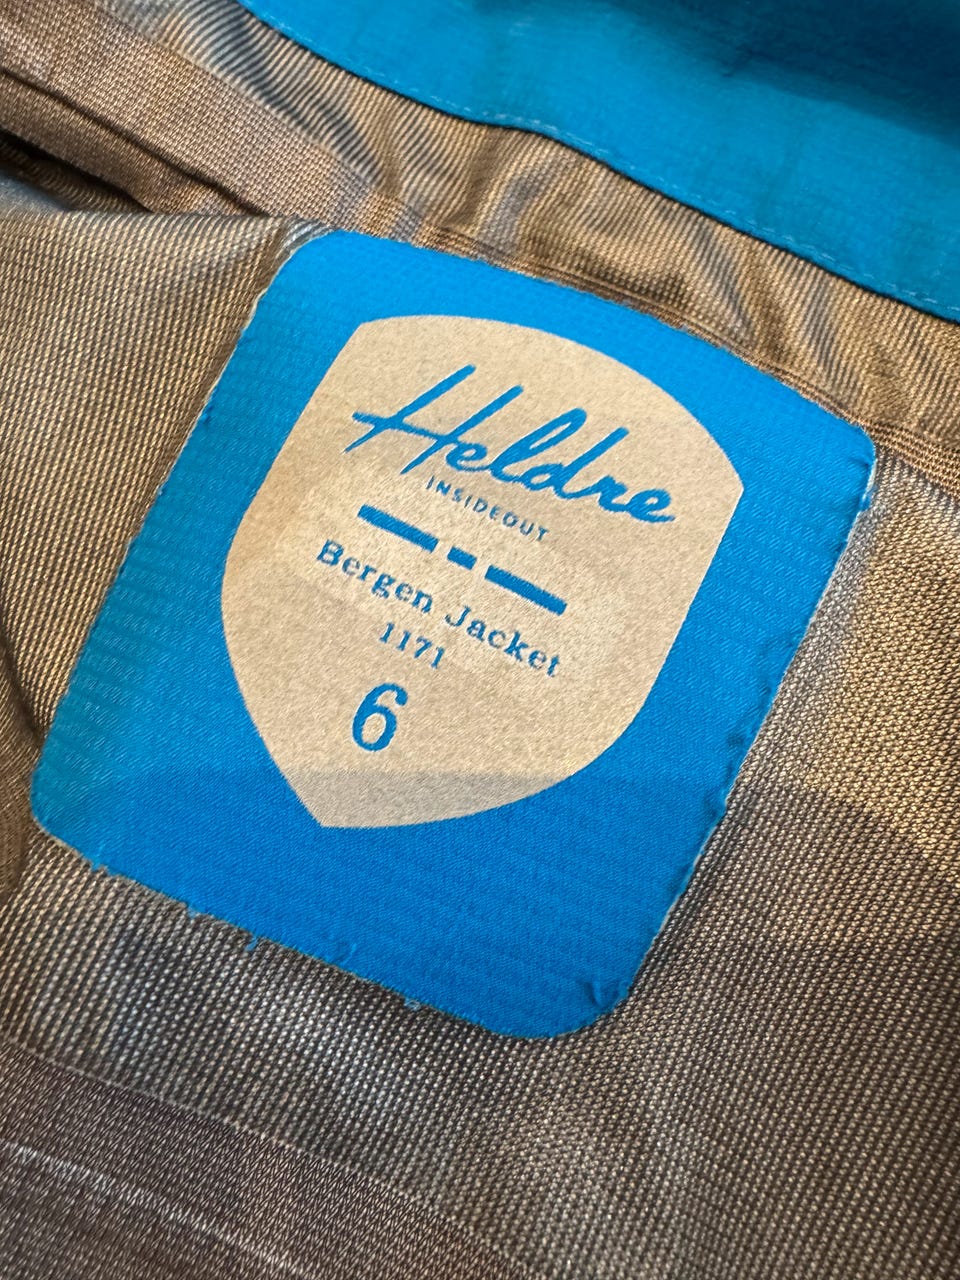 Heldre
INSIDEOUT
Bergen Jacket
1171
6